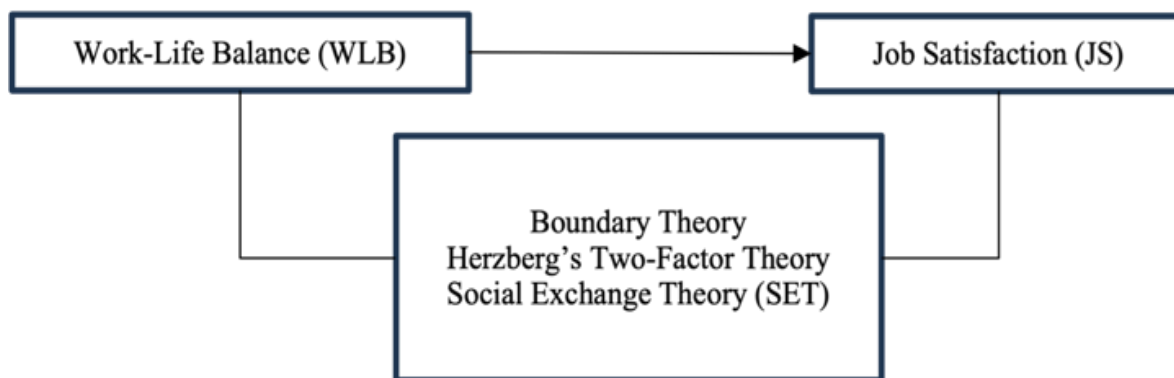 Work-Life Balance (WLB)
Job Satisfaction (JS)
Boundary Theory
Herzberg’s Two-Factor Theory
Social Exchange Theory (SET)